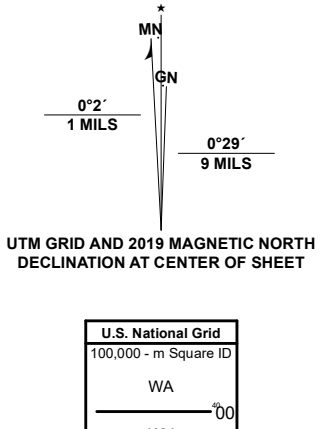 ★
MN
GN
0°2´
1 MILS
0°29´
9 MILS
UTM GRID AND 2019 MAGNETIC NORTH
DECLINATION AT CENTER OF SHEET
U.S. National Grid
100,000 - m Square ID
WA
4000